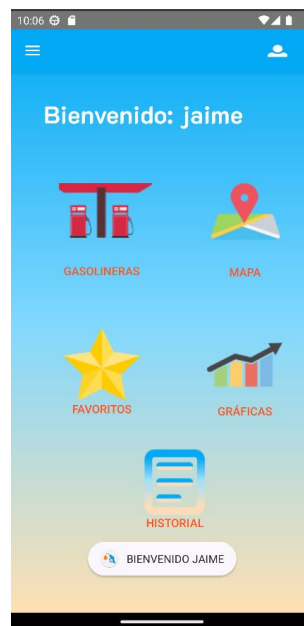 10:06
Bienvenido: jaime
GASOLINERAS
MAPA
FAVORITOS
GRÁFICAS
HISTORIAL
BIENVENIDO JAIME